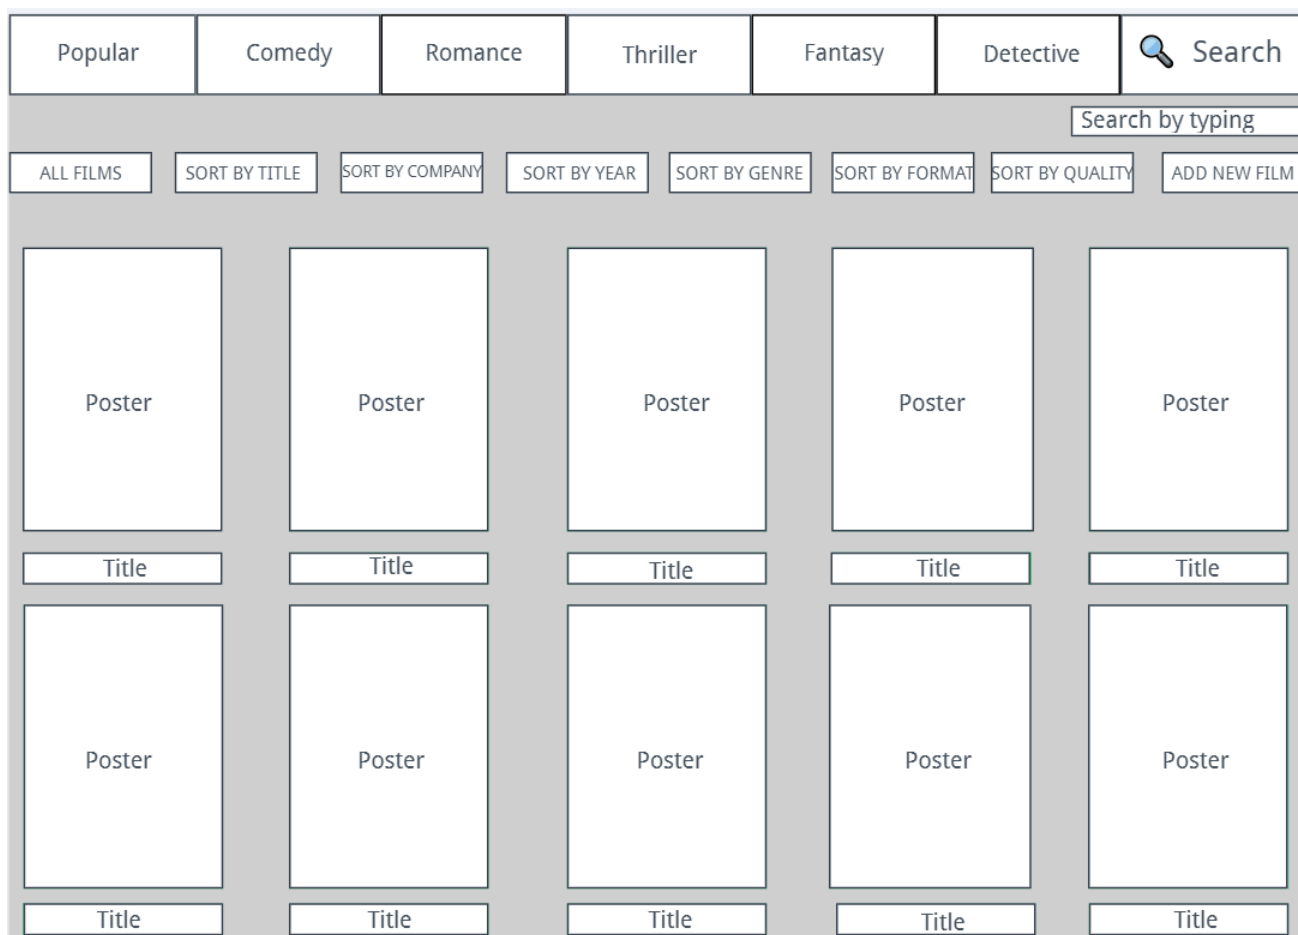 Popular Comedy Romance Thriller Fantasy Detective Search
Search by typing
ALL FILMS SORT BY TITLE SORT BY COMPANY SORT BY YEAR SORT BY GENRE SORT BY FORMAT SORT BY QUALITY ADD NEW FILM
Poster Poster Poster Poster Poster
Title Title Title Title Title
Poster Poster Poster Poster Poster
Title Title Title Title Title